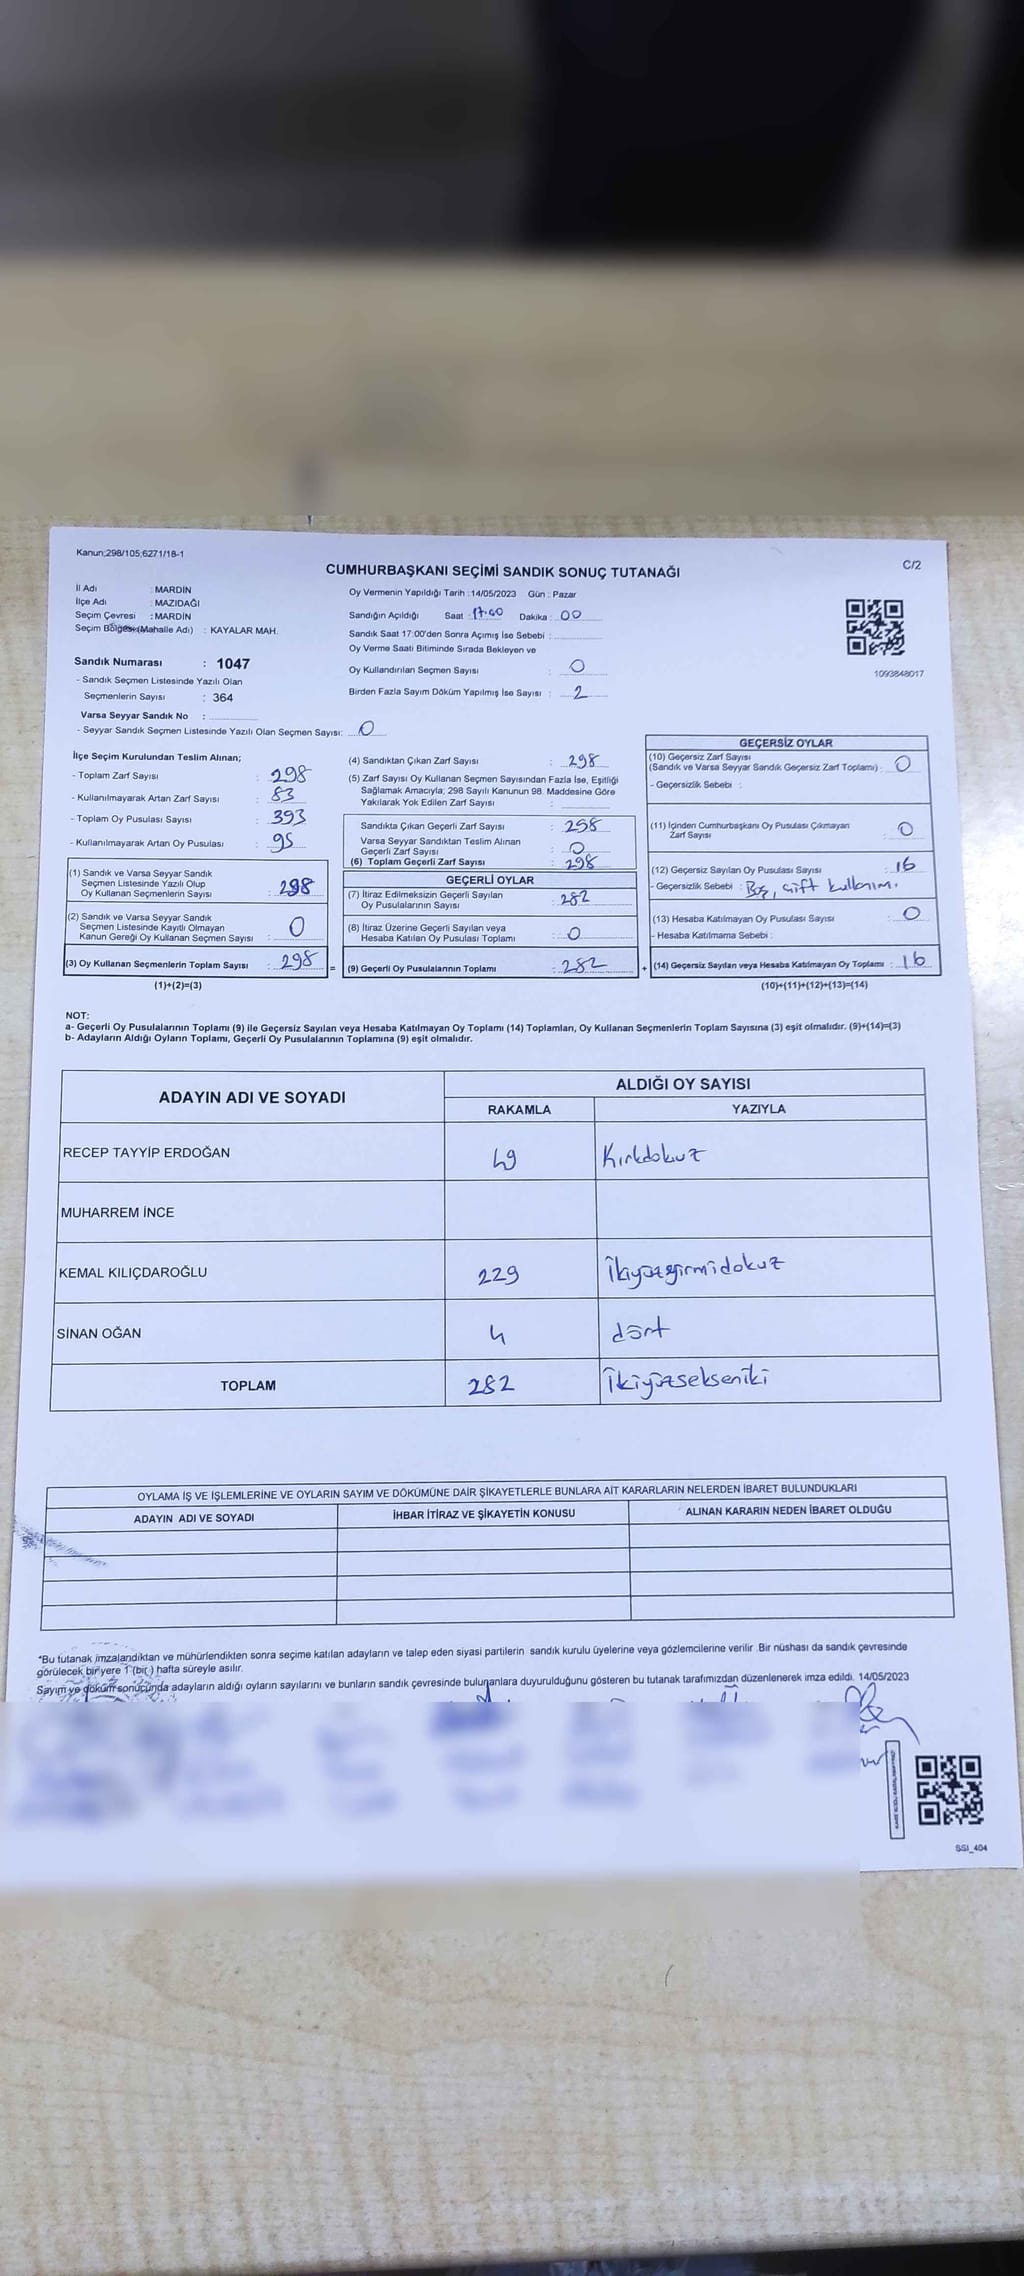 Kanun;298/105;6271/18-1
C/2
CUMHURBAŞKANI SEÇİMİ SANDIK SONUÇ TUTANAĞI
İl Adı : MARDİN
İlçe Adı : MAZIDAĞI
Seçim Çevresi : MARDİN
Seçim Bölgesi (Mahalle Adı) : KAYALAR MAH.
Sandık Numarası : 1047
- Sandık Seçmen Listesinde Yazılı Olan
Seçmenlerin Sayısı : 364
Varsa Seyyar Sandık No :
- Seyyar Sandık Seçmen Listesinde Yazılı Olan Seçmen Sayısı: 0
Oy Vermenin Yapıldığı Tarih : 14/05/2023 Gün : Pazar
Sandığın Açıldığı Saat : 17:00 Dakika : 00
Sandık Saat 17:00'den Sonra Açımış İse Sebebi :
Oy Verme Saati Bitiminde Sırada Bekleyen ve
Oy Kullandırılan Seçmen Sayısı : 0
Birden Fazla Sayım Döküm Yapılmış İse Sayısı : 2
1093848017
İlçe Seçim Kurulundan Teslim Alınan;
- Toplam Zarf Sayısı : 298
- Kullanılmayarak Artan Zarf Sayısı : 83
- Toplam Oy Pusulası Sayısı : 393
- Kullanılmayarak Artan Oy Pusulası : 95
(1) Sandık ve Varsa Seyyar Sandık
Seçmen Listesinde Yazılı Olup
Oy Kullanan Seçmenlerin Sayısı : 298
(2) Sandık ve Varsa Seyyar Sandık
Seçmen Listesinde Kayıtlı Olmayan
Kanun Gereği Oy Kullanan Seçmen Sayısı : 0
(3) Oy Kullanan Seçmenlerin Toplam Sayısı : 298
(1)+(2)=(3)
(4) Sandıktan Çıkan Zarf Sayısı : 298
(5) Zarf Sayısı Oy Kullanan Seçmen Sayısından Fazla İse, Eşitliği
Sağlamak Amacıyla; 298 Sayılı Kanunun 98. Maddesine Göre
Yakılarak Yok Edilen Zarf Sayısı :
Sandıkta Çıkan Geçerli Zarf Sayısı : 298
Varsa Seyyar Sandıktan Teslim Alınan
Geçerli Zarf Sayısı : 0
(6) Toplam Geçerli Zarf Sayısı : 298
GEÇERLİ OYLAR
(7) İtiraz Edilmeksizin Geçerli Sayılan
Oy Pusulalarının Sayısı : 282
(8) İtiraz Üzerine Geçerli Sayılan veya
Hesaba Katılan Oy Pusulası Toplamı : 0
= (9) Geçerli Oy Pusulalarının Toplamı : 282
GEÇERSİZ OYLAR
(10) Geçersiz Zarf Sayısı
(Sandık ve Varsa Seyyar Sandık Geçersiz Zarf Toplamı) : 0
- Geçersizlik Sebebi :
(11) İçinden Cumhurbaşkanı Oy Pusulası Çıkmayan
Zarf Sayısı : 0
(12) Geçersiz Sayılan Oy Pusulası Sayısı : 16
- Geçersizlik Sebebi : Boş, çift kullanım.
(13) Hesaba Katılmayan Oy Pusulası Sayısı : 0
- Hesaba Katılmama Sebebi :
+ (14) Geçersiz Sayılan veya Hesaba Katılmayan Oy Toplamı : 16
(10)+(11)+(12)+(13)=(14)
NOT:
a- Geçerli Oy Pusulalarının Toplamı (9) ile Geçersiz Sayılan veya Hesaba Katılmayan Oy Toplamı (14) Toplamları, Oy Kullanan Seçmenlerin Toplam Sayısına (3) eşit olmalıdır. (9)+(14)=(3)
b- Adayların Aldığı Oyların Toplamı, Geçerli Oy Pusulalarının Toplamına (9) eşit olmalıdır.
ADAYIN ADI VE SOYADI ALDIĞI OY SAYISI
RAKAMLA YAZIYLA
RECEP TAYYİP ERDOĞAN 49 Kırkdokuz
MUHARREM İNCE
KEMAL KILIÇDAROĞLU 229 İkiyüzyirmidokuz
SİNAN OĞAN 4 dört
TOPLAM 282 İkiyüzsekseniki
OYLAMA İŞ VE İŞLEMLERİNE VE OYLARIN SAYIM VE DÖKÜMÜNE DAİR ŞİKAYETLERLE BUNLARA AİT KARARLARIN NELERDEN İBARET BULUNDUKLARI
ADAYIN ADI VE SOYADI İHBAR İTİRAZ VE ŞİKAYETİN KONUSU ALINAN KARARIN NEDEN İBARET OLDUĞU
*Bu tutanak imzalandıktan ve mühürlendikten sonra seçime katılan adayların ve talep eden siyasi partilerin sandık kurulu üyelerine veya gözlemcilerine verilir. Bir nüshası da sandık çevresinde
görülecek bir yere 1 (bir) hafta süreyle asılır.
Sayım ve döküm sonucunda adayların aldığı oyların sayılarını ve bunların sandık çevresinde bulunanlara duyurulduğunu gösteren bu tutanak tarafımızdan düzenlenerek imza edildi. 14/05/2023
SSI_404